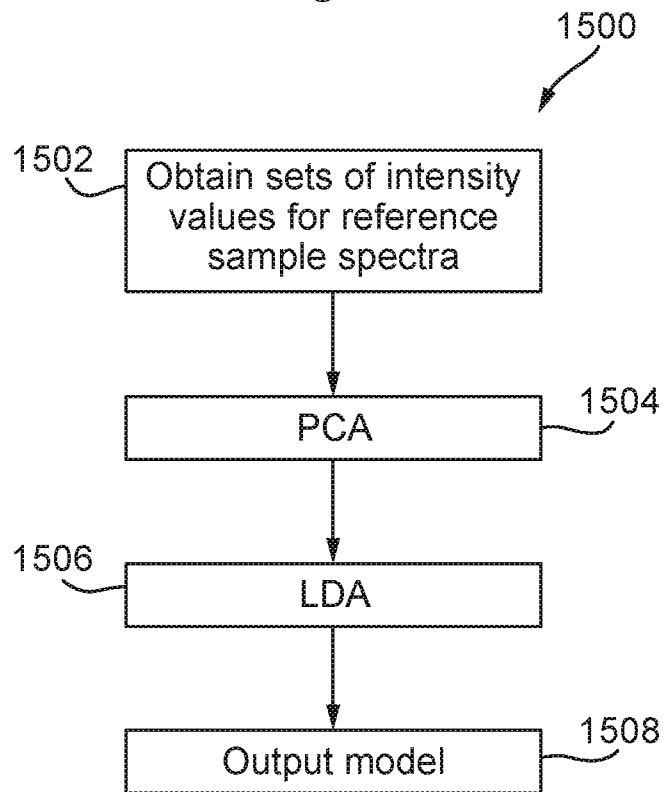 1500
1502
Obtain sets of intensity
values for reference
sample spectra
1504
PCA
1506
LDA
1508
Output model